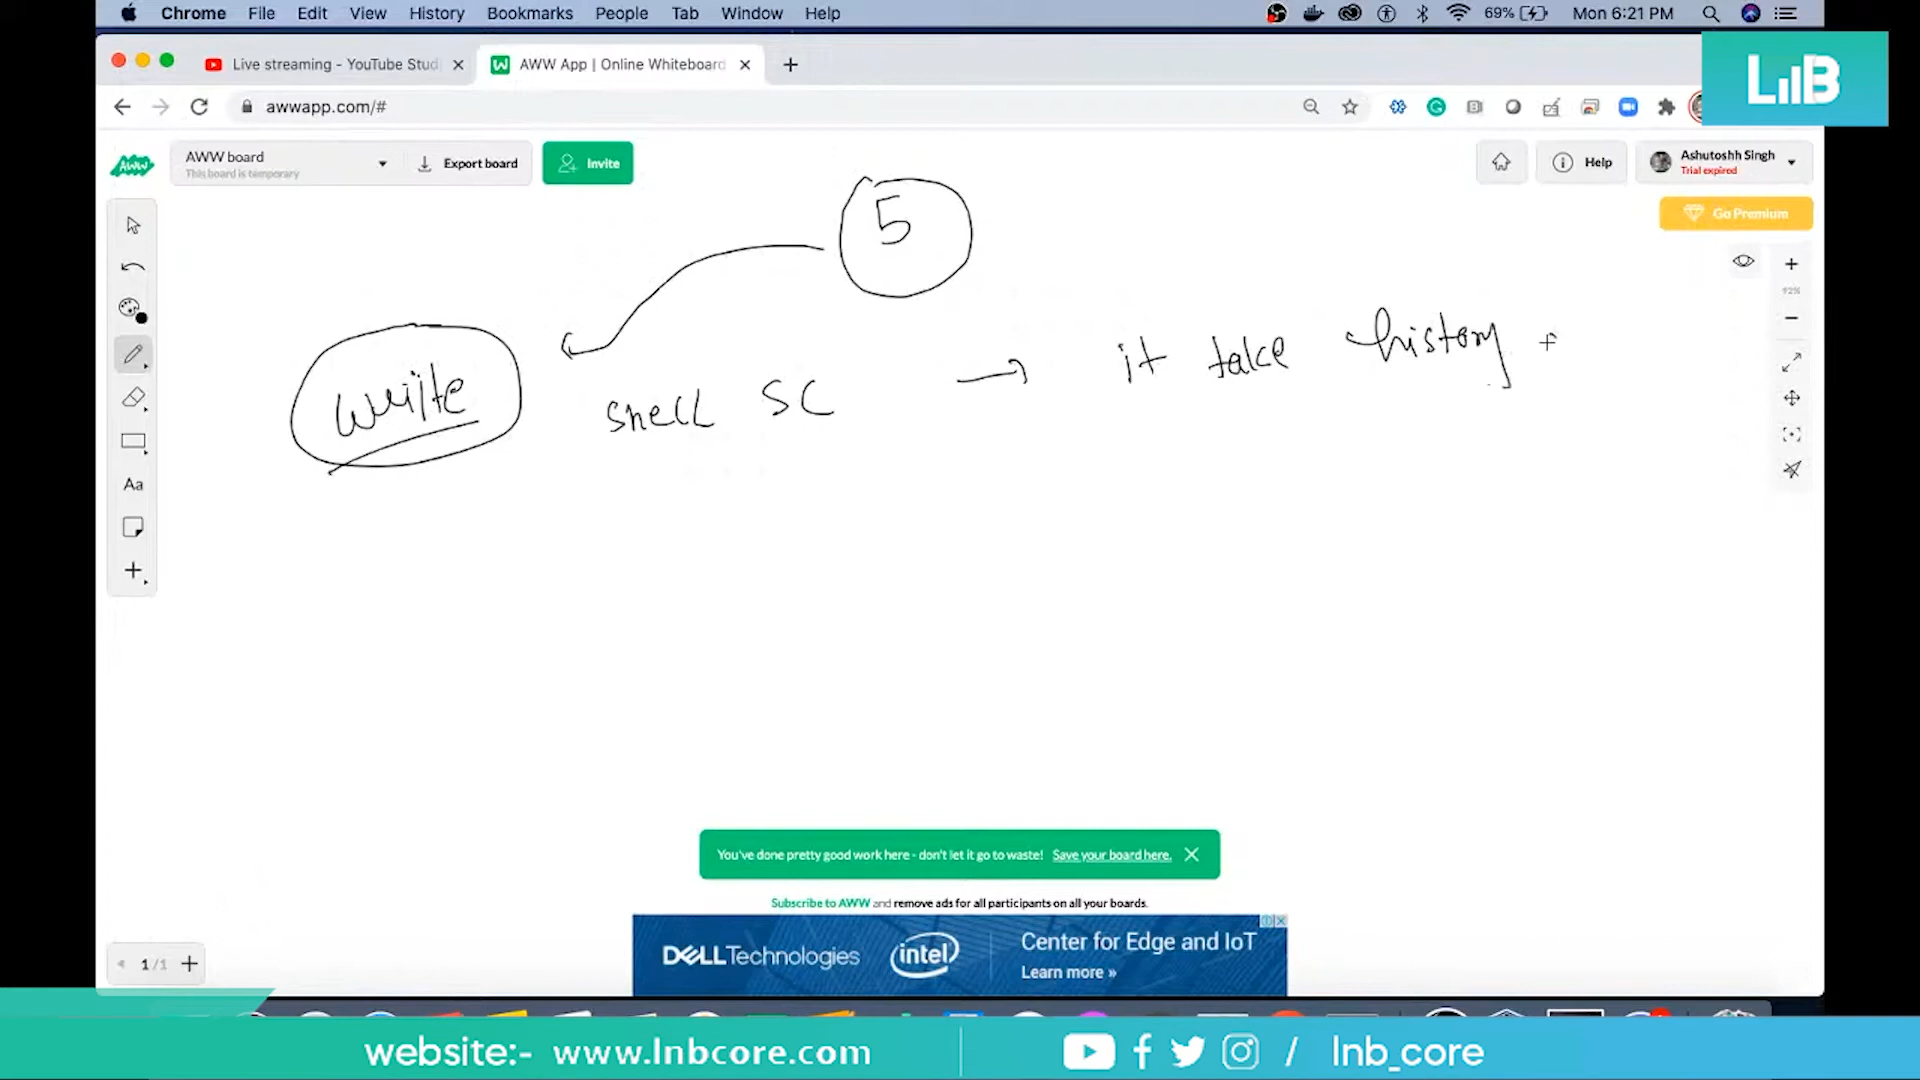 Chrome File Edit View History Bookmarks People Tab Window Help 69% Mon 6:21 PM
Live streaming - YouTube Stud AWW App | Online Whiteboard
LNB
awwapp.com/#
AWW AWW board This board is temporary Export board Invite Help Ashutoshh Singh Trial expired
Go Premium
5
92%
write shell SC → it take history
Aa
You've done pretty good work here - don't let it go to waste! Save your board here.
Subscribe to AWW and remove ads for all participants on all your boards.
DELL Technologies intel Center for Edge and IoT
Learn more »
1/1
website:- www.lnbcore.com / lnb_core